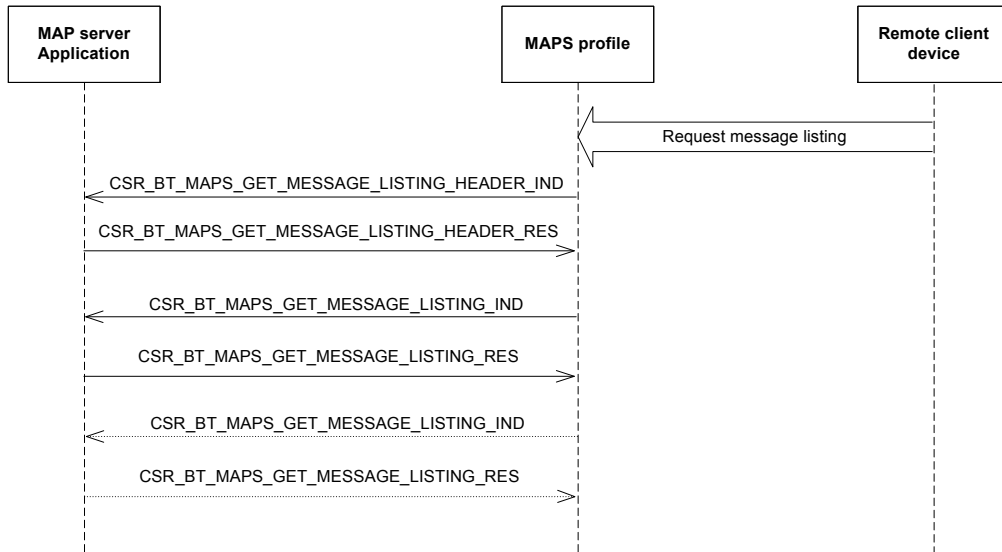 MAP server
Application
MAPS profile
Remote client
device
Request message listing
CSR_BT_MAPS_GET_MESSAGE_LISTING_HEADER_IND
CSR_BT_MAPS_GET_MESSAGE_LISTING_HEADER_RES
CSR_BT_MAPS_GET_MESSAGE_LISTING_IND
CSR_BT_MAPS_GET_MESSAGE_LISTING_RES
CSR_BT_MAPS_GET_MESSAGE_LISTING_IND
CSR_BT_MAPS_GET_MESSAGE_LISTING_RES